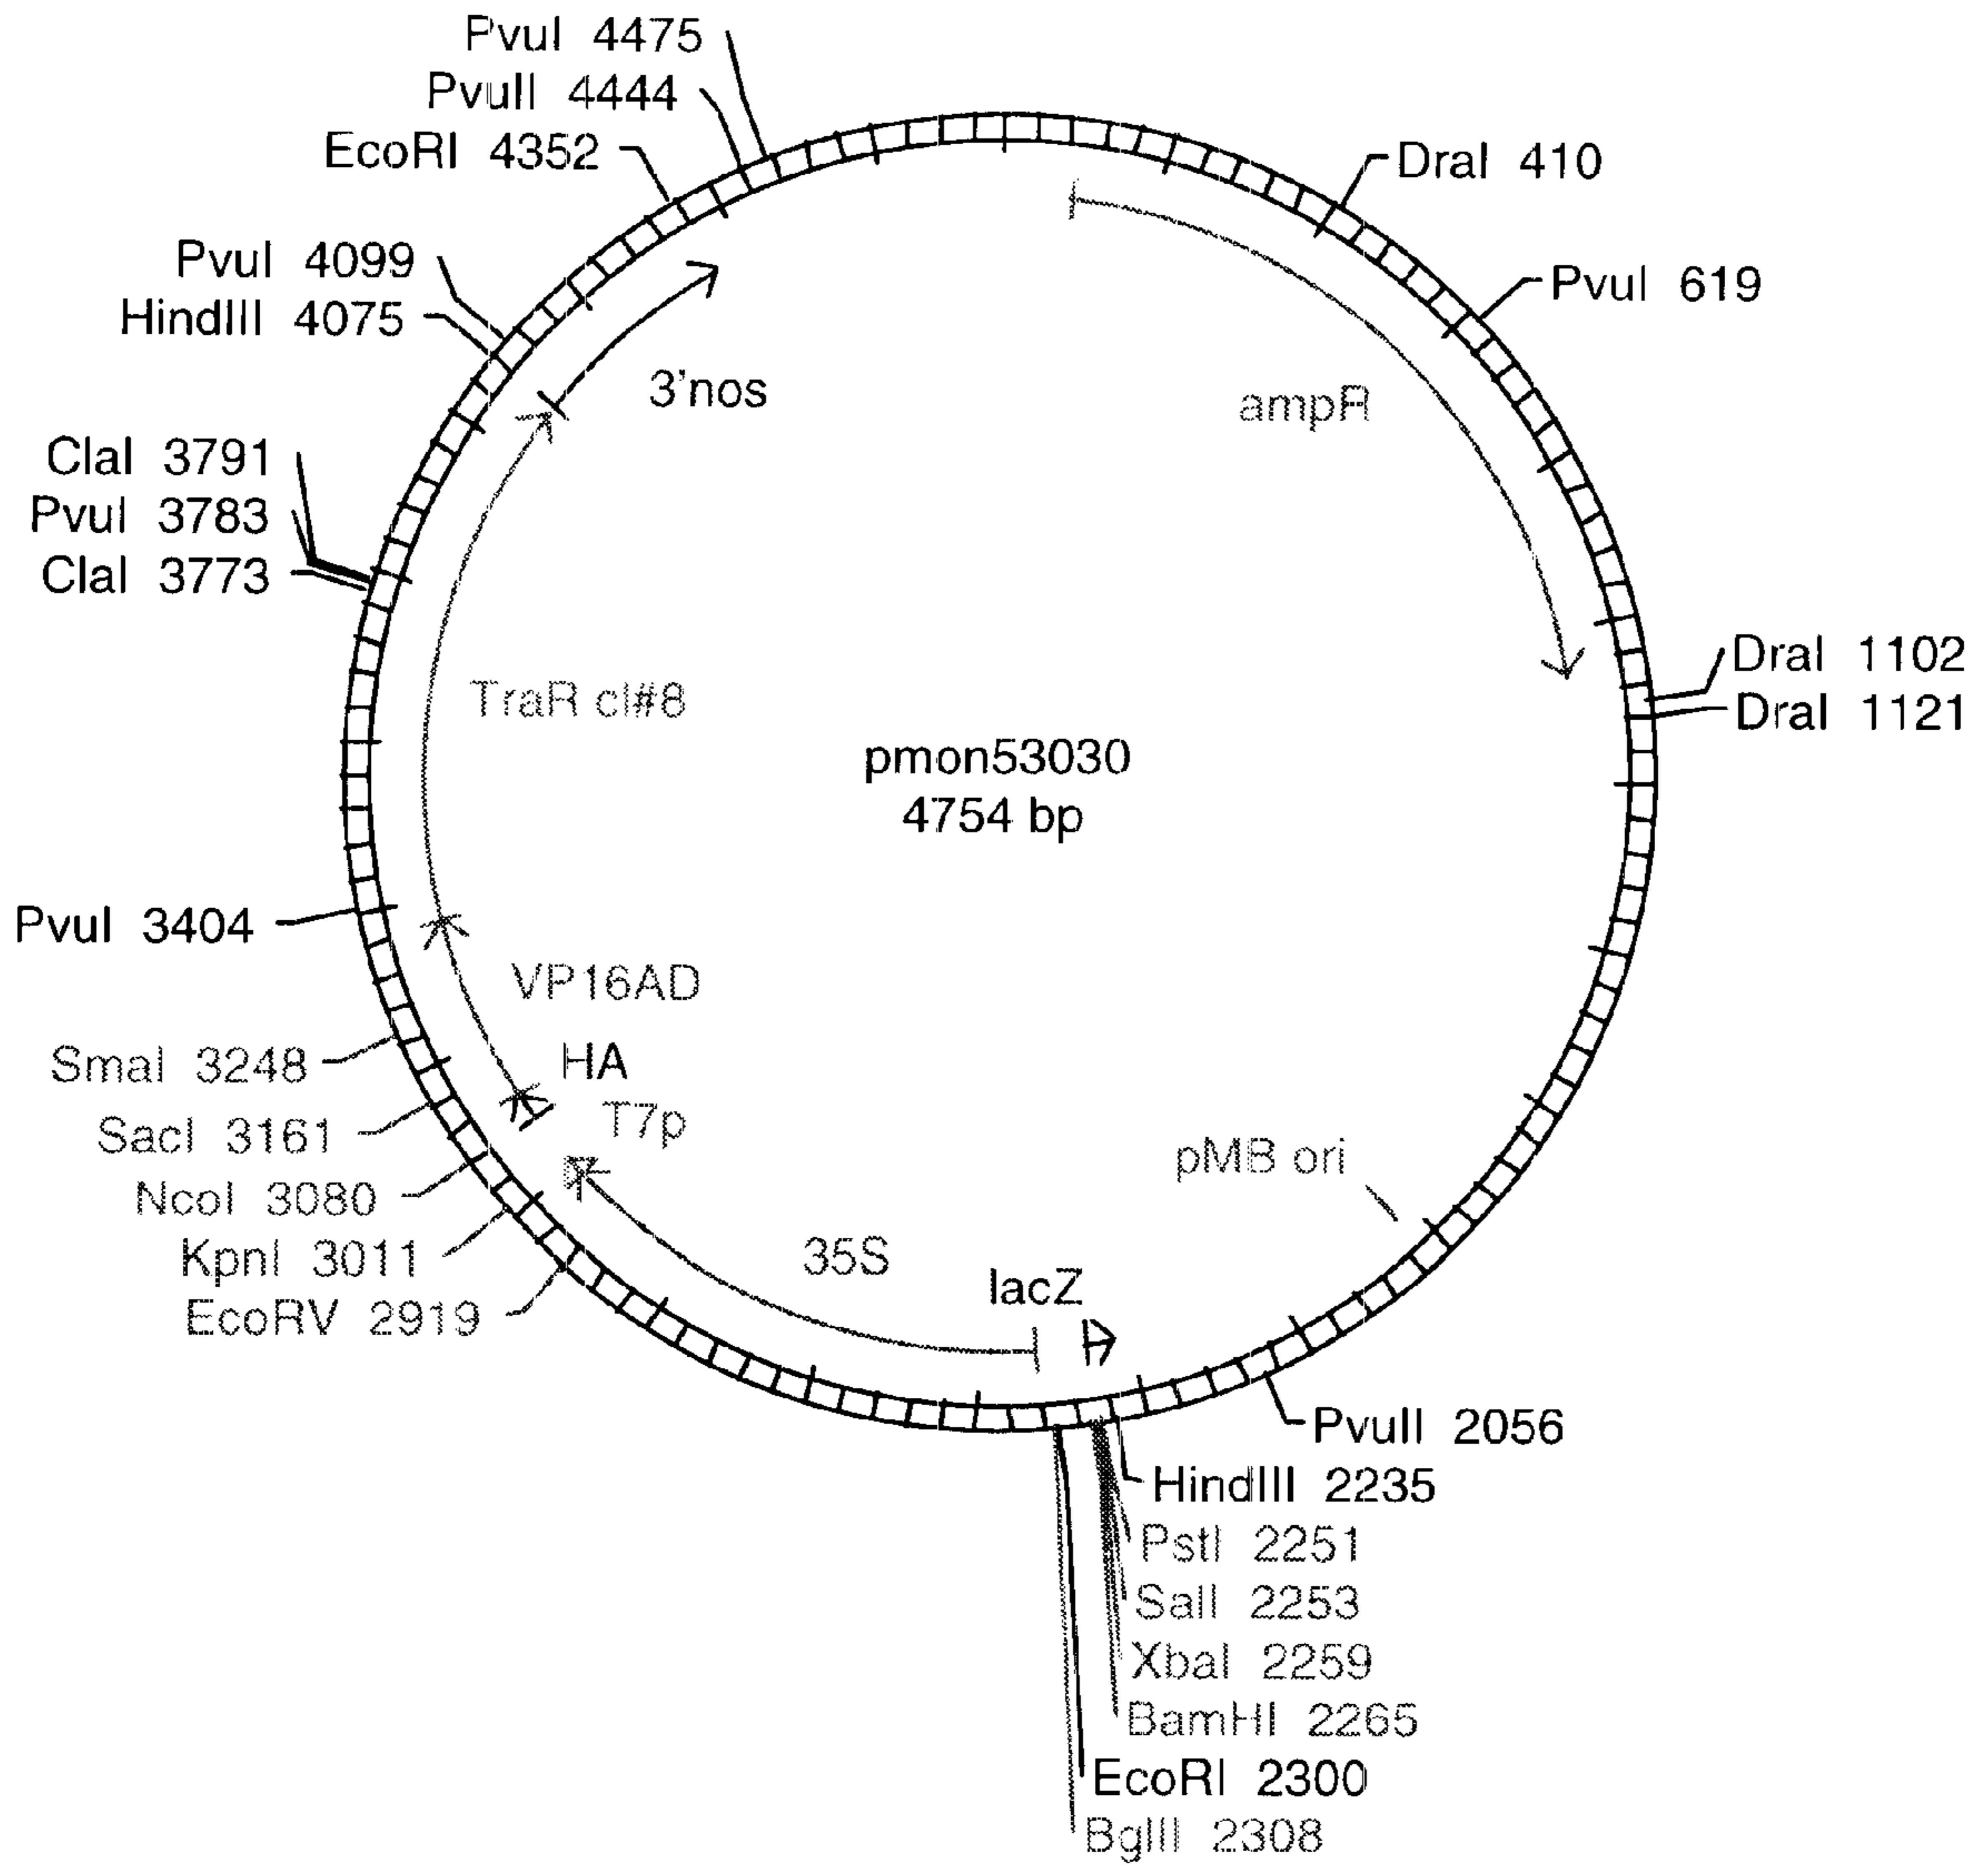 PvuI 4475
PvuII 4444
EcoRI 4352
PvuI 4099
HindIII 4075
ClaI 3791
PvuI 3783
ClaI 3773
PvuI 3404
SmaI 3248
SacI 3161
NcoI 3080
KpnI 3011
EcoRV 2919
DraI 410
PvuI 619
DraI 1102
DraI 1121
PvuII 2056
HindIII 2235
PstI 2251
SalI 2253
XbaI 2259
BamHI 2265
EcoRI 2300
BglII 2308
3'nos
ampR
TraR cl#8
pmon53030
4754 bp
VP16AD
HA
T7p
35S
lacZ
pMB ori